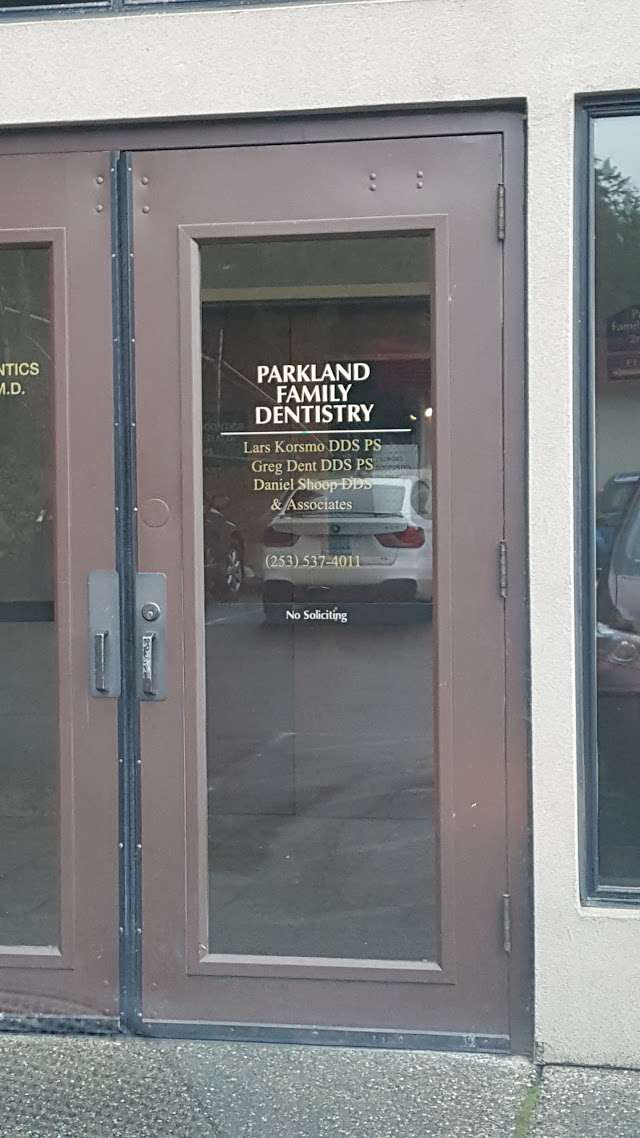 NTICS
M.D.
PARKLAND
FAMILY
DENTISTRY
Lars Korsmo DDS PS
Greg Dent DDS PS
Daniel Shoop DDS
& Associates
(253) 537-4011
No Soliciting